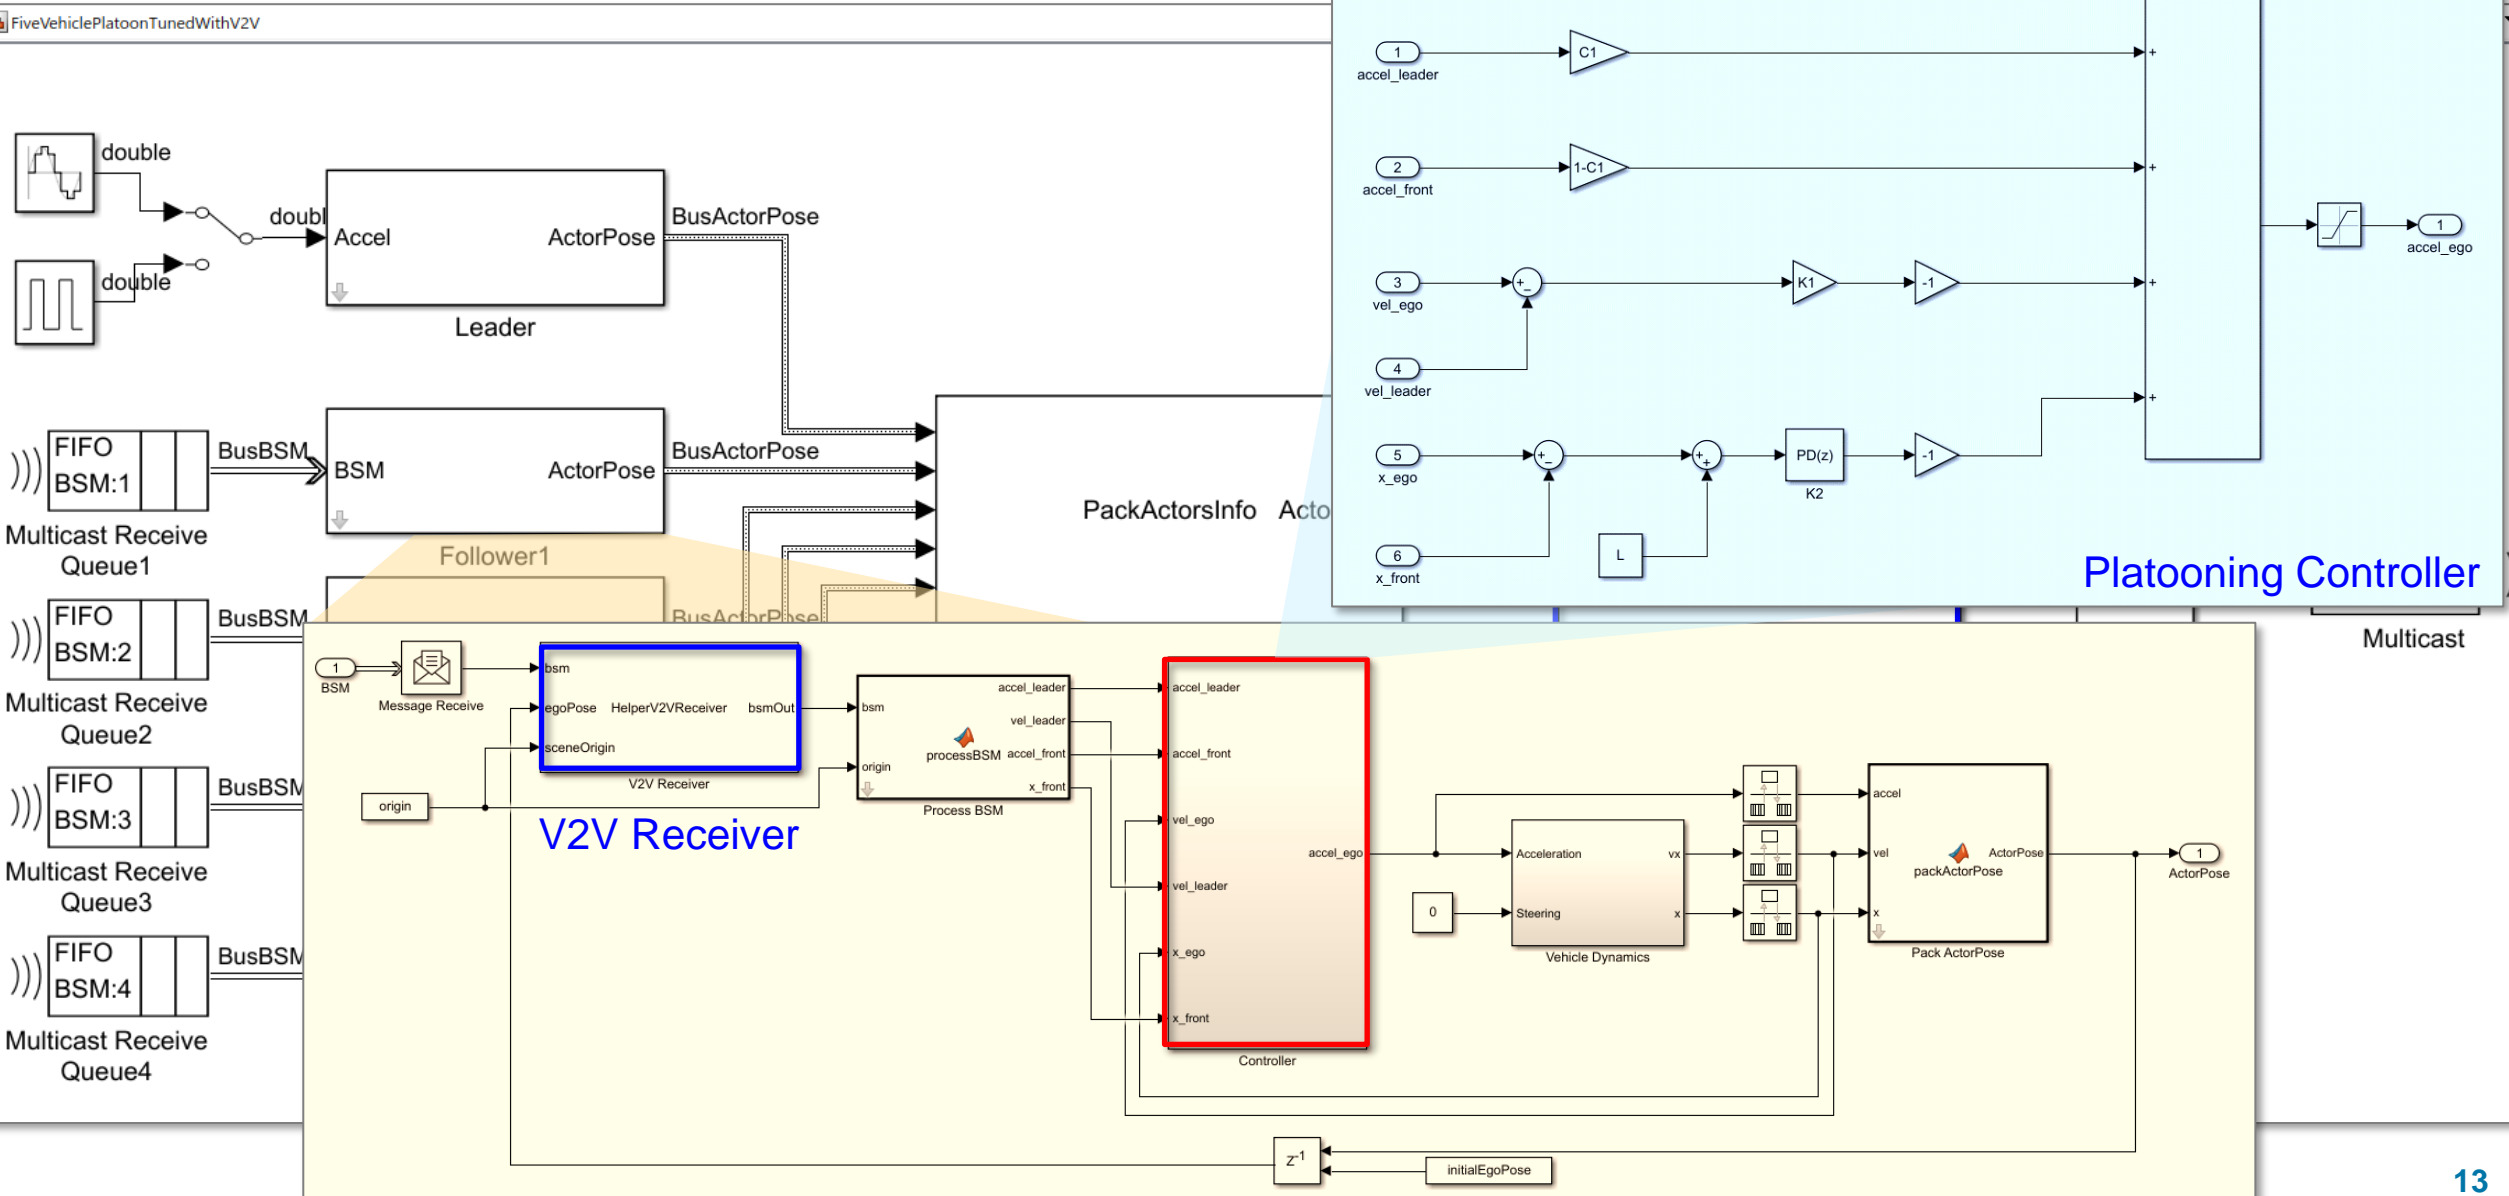 FiveVehiclePlatoonTunedWithV2V
double
doubl
double
Accel
ActorPose
Leader
BusActorPose
FIFO
BSM:1
Multicast Receive
Queue1
BusBSM
BSM
ActorPose
Follower1
BusActorPose
PackActorsInfo
Acto
FIFO
BSM:2
Multicast Receive
Queue2
BusBSM
BusActorPose
FIFO
BSM:3
Multicast Receive
Queue3
BusBSM
FIFO
BSM:4
Multicast Receive
Queue4
BusBSM
Multicast
1
accel_leader
C1
+
2
accel_front
1-C1
+
3
vel_ego
+
-
K1
-1
+
4
vel_leader
5
x_ego
+
-
+
+
PD(z)
K2
-1
+
6
x_front
L
1
accel_ego
Platooning Controller
1
BSM
Message Receive
bsm
egoPose
HelperV2VReceiver
bsmOut
sceneOrigin
V2V Receiver
V2V Receiver
origin
bsm
origin
processBSM
accel_leader
vel_leader
accel_front
x_front
Process BSM
accel_leader
accel_front
vel_ego
vel_leader
x_ego
x_front
accel_ego
Controller
0
Acceleration
Steering
vx
x
Vehicle Dynamics
accel
vel
x
packActorPose
ActorPose
Pack ActorPose
1
ActorPose
z-1
initialEgoPose
13